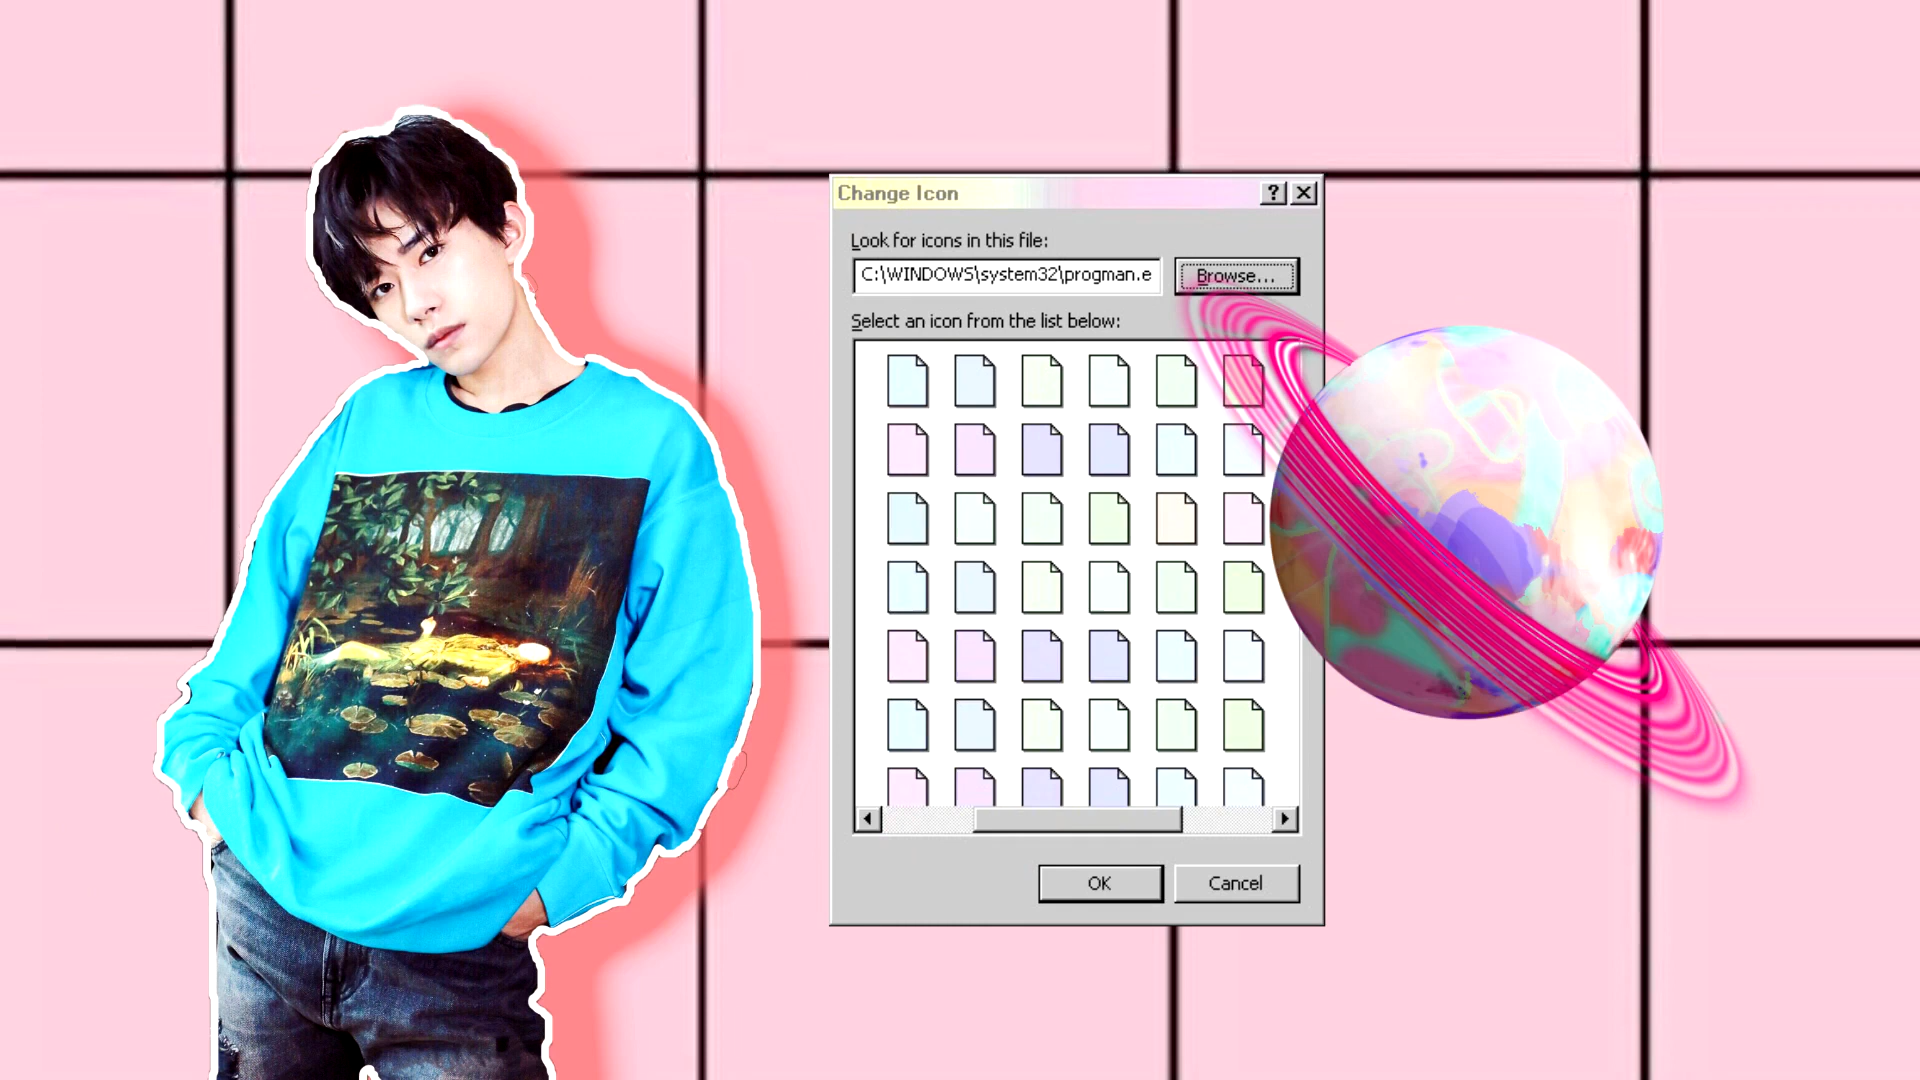 Change Icon
Look for icons in this file:
C:\WINDOWS\system32\progman.e
Browse...
Select an icon from the list below:
OK
Cancel